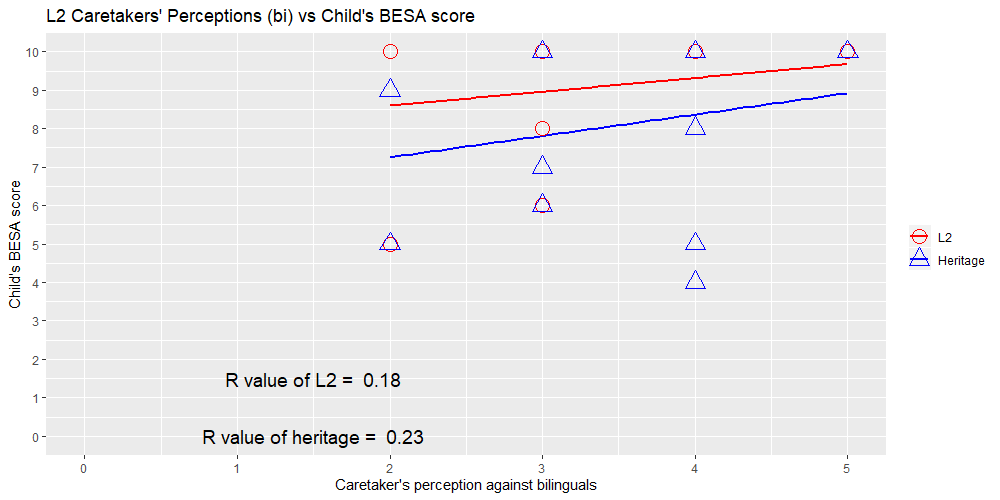 L2 Caretakers' Perceptions (bi) vs Child's BESA score
Child's BESA score
10
9
8
7
6
5
4
3
2
1
0
R value of L2 = 0.18
R value of heritage = 0.23
0 1 2 3 4 5
Caretaker's perception against bilinguals
L2
Heritage